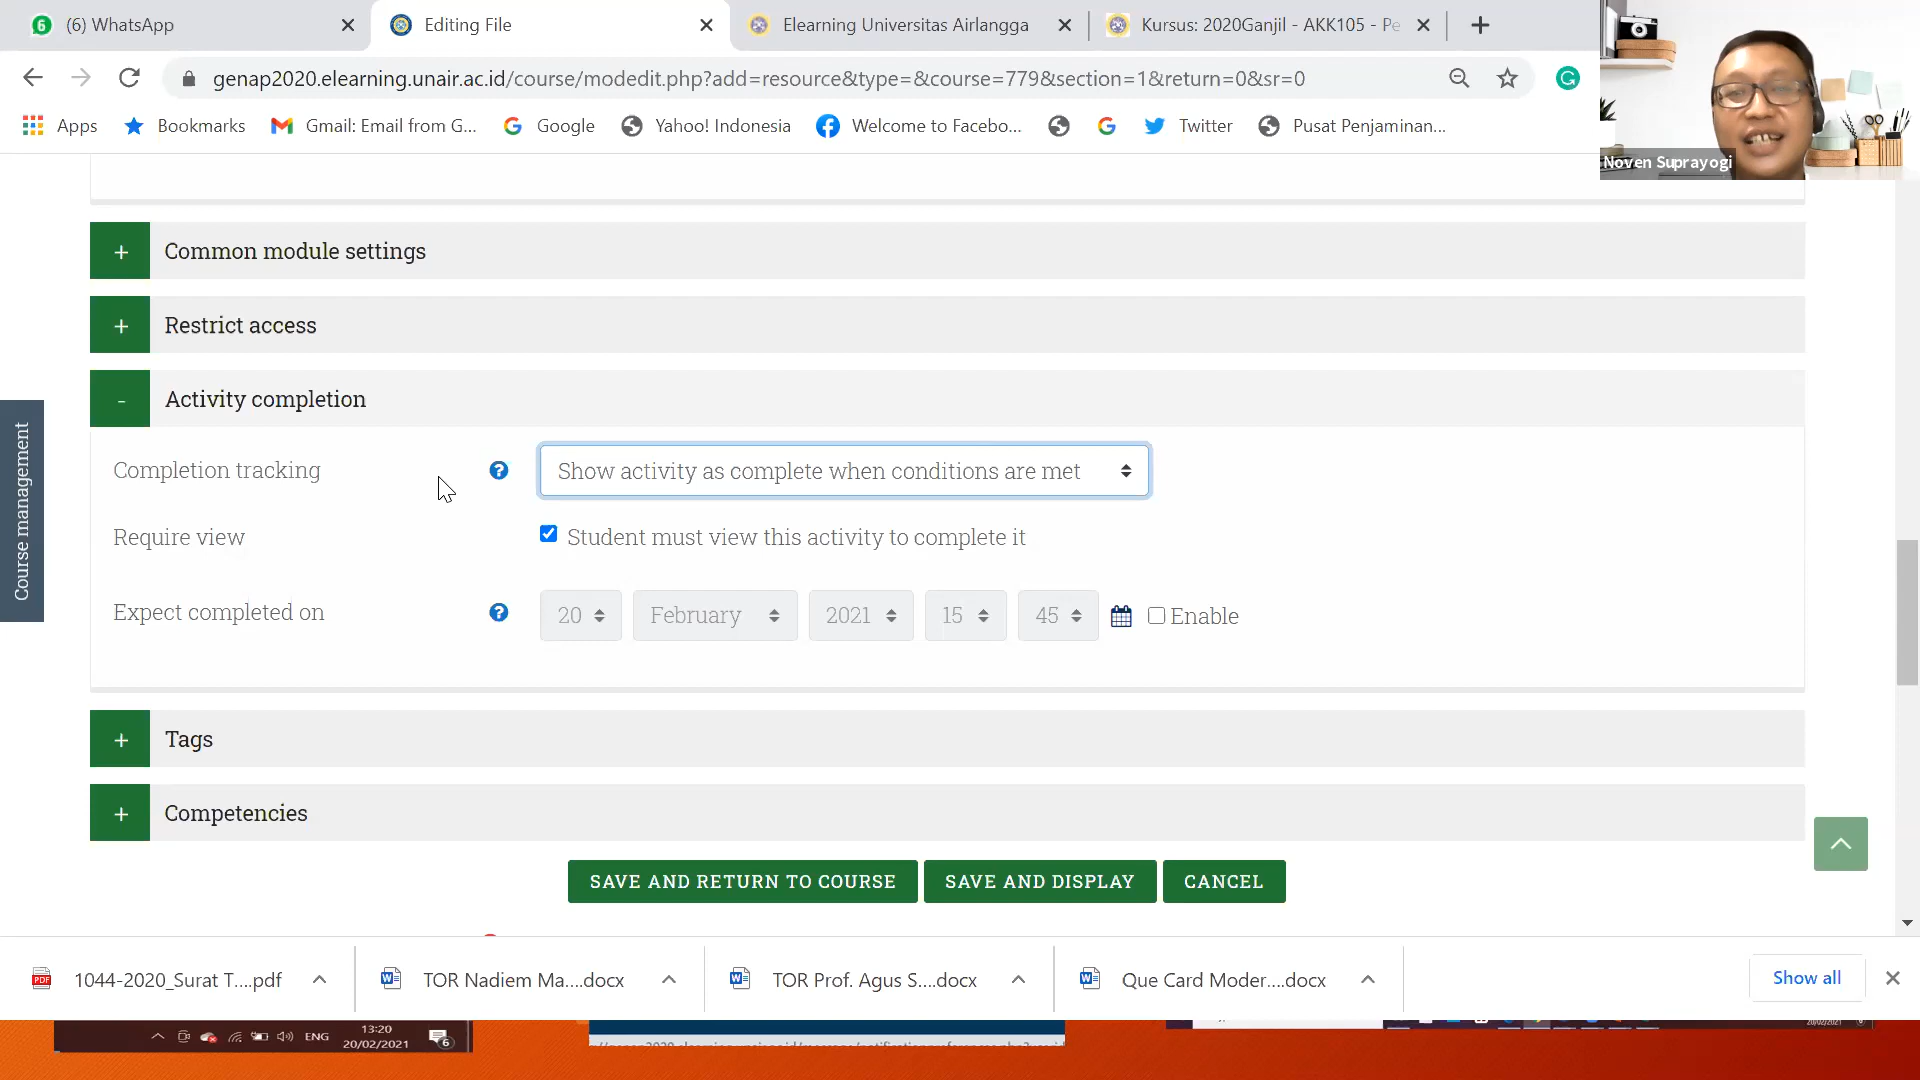 (6) WhatsApp
Editing File
Elearning Universitas Airlangga
Kursus: 2020Ganjil - AKK105 - Pe
genap2020.elearning.unair.ac.id/course/modedit.php?add=resource&type=&course=779&section=1&return=0&sr=0
Apps
Bookmarks
Gmail: Email from G...
Google
Yahoo! Indonesia
Welcome to Facebo...
Twitter
Pusat Penjaminan...
Noven Suprayogi
+ Common module settings
+ Restrict access
- Activity completion
Completion tracking
Show activity as complete when conditions are met
Require view
Student must view this activity to complete it
Expect completed on
20 February 2021 15 45 Enable
Course management
+ Tags
+ Competencies
SAVE AND RETURN TO COURSE
SAVE AND DISPLAY
CANCEL
1044-2020_Surat T....pdf
TOR Nadiem Ma....docx
TOR Prof. Agus S....docx
Que Card Moder....docx
Show all
ENG
13:20
20/02/2021
6